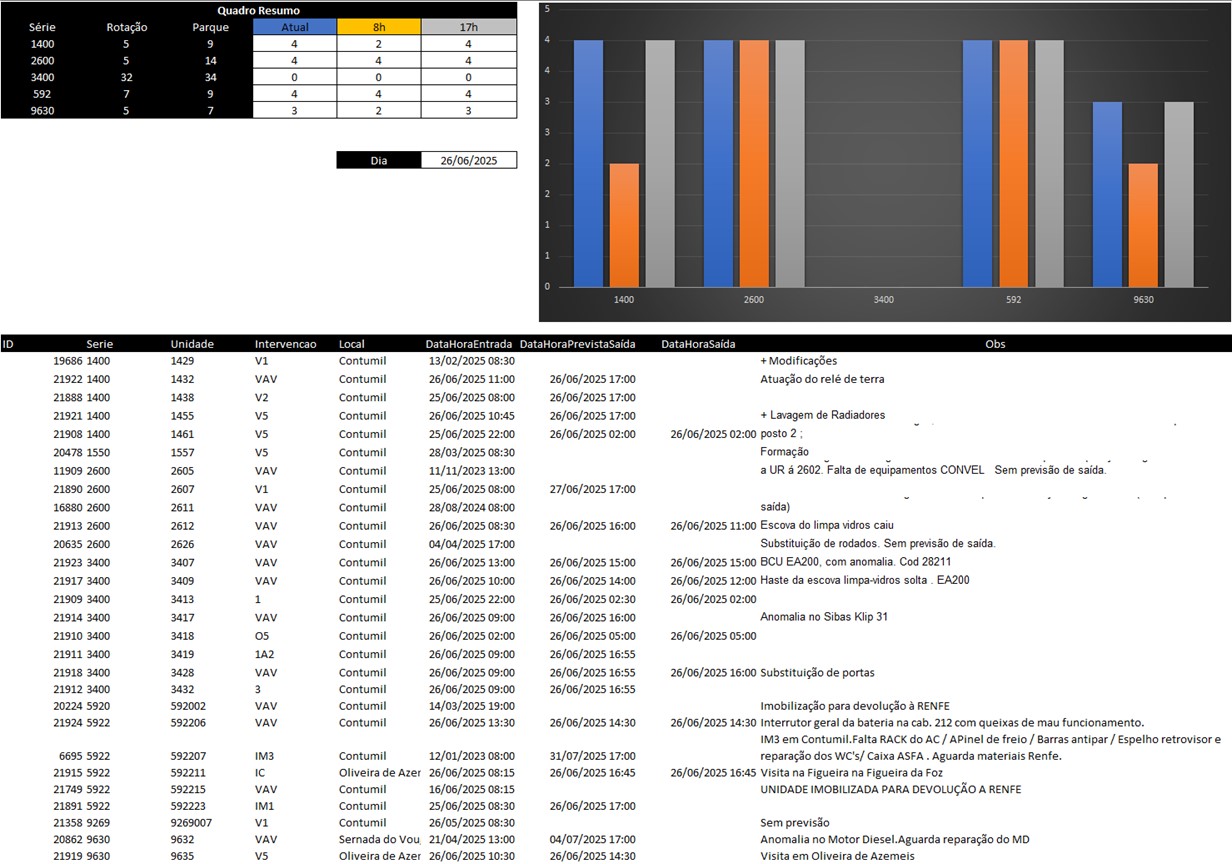 Quadro Resumo
Série Rotação Parque Atual 8h 17h
1400 5 9 4 2 4
2600 5 14 4 4 4
3400 32 34 0 0 0
592 7 9 4 4 4
9630 5 7 3 2 3
Dia 26/06/2025
5
4
4
3
3
2
2
1
1
0
1400 2600 3400 592 9630
ID Serie Unidade Intervencao Local DataHoraEntrada DataHoraPrevistaSaída DataHoraSaída Obs
19686 1400 1429 V1 Contumil 13/02/2025 08:30 + Modificações
21922 1400 1432 VAV Contumil 26/06/2025 11:00 26/06/2025 17:00 Atuação do relé de terra
21888 1400 1438 V2 Contumil 25/06/2025 08:00 26/06/2025 17:00
21921 1400 1455 V5 Contumil 26/06/2025 10:45 26/06/2025 17:00 + Lavagem de Radiadores
21908 1400 1461 V5 Contumil 25/06/2025 22:00 26/06/2025 02:00 26/06/2025 02:00 posto 2 ;
20478 1550 1557 V5 Contumil 28/03/2025 08:30 Formação
11909 2600 2605 VAV Contumil 11/11/2023 13:00 a UR á 2602. Falta de equipamentos CONVEL Sem previsão de saída.
21890 2600 2607 V1 Contumil 25/06/2025 08:00 27/06/2025 17:00
16880 2600 2611 VAV Contumil 28/08/2024 08:00 saída)
21913 2600 2612 VAV Contumil 26/06/2025 08:30 26/06/2025 16:00 26/06/2025 11:00 Escova do limpa vidros caiu
20635 2600 2626 VAV Contumil 04/04/2025 17:00 Substituição de rodados. Sem previsão de saída.
21923 3400 3407 VAV Contumil 26/06/2025 13:00 26/06/2025 15:00 26/06/2025 15:00 BCU EA200, com anomalia. Cod 28211
21917 3400 3409 VAV Contumil 26/06/2025 10:00 26/06/2025 14:00 26/06/2025 12:00 Haste da escova limpa-vidros solta . EA200
21909 3400 3413 1 Contumil 25/06/2025 22:00 26/06/2025 02:30 26/06/2025 02:00
21914 3400 3417 VAV Contumil 26/06/2025 09:00 26/06/2025 16:00 Anomalia no Sibas Klip 31
21910 3400 3418 O5 Contumil 26/06/2025 02:00 26/06/2025 05:00 26/06/2025 05:00
21911 3400 3419 1A2 Contumil 26/06/2025 09:00 26/06/2025 16:55
21918 3400 3428 VAV Contumil 26/06/2025 09:00 26/06/2025 16:55 26/06/2025 16:00 Substituição de portas
21912 3400 3432 3 Contumil 26/06/2025 09:00 26/06/2025 16:55
20224 5920 592002 VAV Contumil 14/03/2025 19:00 Imobilização para devolução à RENFE
21924 5922 592206 VAV Contumil 26/06/2025 13:30 26/06/2025 14:30 26/06/2025 14:30 Interrutor geral da bateria na cab. 212 com queixas de mau funcionamento.
IM3 em Contumil.Falta RACK do AC / APinel de freio / Barras antipar / Espelho retrovisor e
6695 5922 592207 IM3 Contumil 12/01/2023 08:00 31/07/2025 17:00 reparação dos WC's/ Caixa ASFA . Aguarda materiais Renfe.
21915 5922 592211 IC Oliveira de Azer 26/06/2025 08:15 26/06/2025 16:45 26/06/2025 16:45 Visita na Figueira na Figueira da Foz
21749 5922 592215 VAV Contumil 16/06/2025 08:15 UNIDADE IMOBILIZADA PARA DEVOLUÇÃO A RENFE
21891 5922 592223 IM1 Contumil 25/06/2025 08:30 26/06/2025 17:00
21358 9269 9269007 V1 Contumil 26/05/2025 08:30 Sem previsão
20862 9630 9632 VAV Sernada do Vou 21/04/2025 13:00 04/07/2025 17:00 Anomalia no Motor Diesel.Aguarda reparação do MD
21919 9630 9635 V5 Oliveira de Azer 26/06/2025 10:30 26/06/2025 14:30 Visita em Oliveira de Azemeis